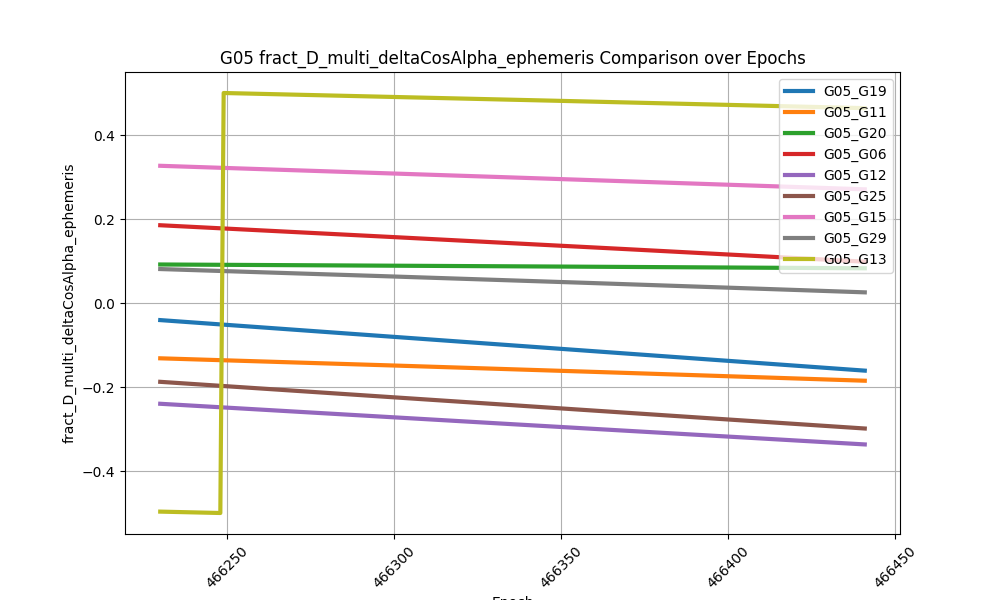 G05 fract_D_multi_deltaCosAlpha_ephemeris Comparison over Epochs
fract_D_multi_deltaCosAlpha_ephemeris
0.4
0.2
0.0
−0.2
−0.4
466250
466300
466350
466400
466450
Epoch
G05_G19
G05_G11
G05_G20
G05_G06
G05_G12
G05_G25
G05_G15
G05_G29
G05_G13